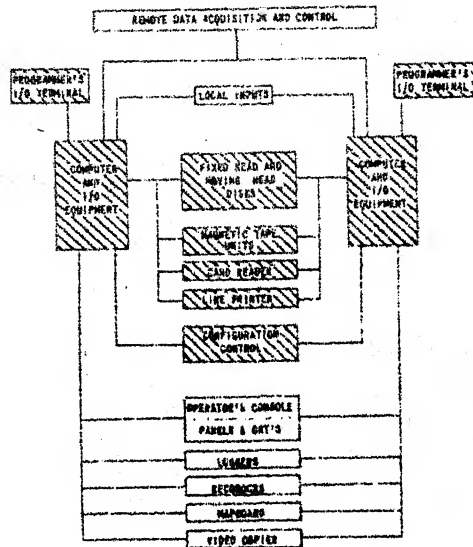 REMOTE DATA ACQUISITION AND CONTROL
PROGRAMMER'S
I/O TERMINAL
PROGRAMMER'S
I/O TERMINAL
LOCAL INPUTS
COMPUTER
AND
I/O
EQUIPMENT
FIXED HEAD AND
MOVING HEAD
DISCS
COMPUTER
AND
I/O
EQUIPMENT
MAGNETIC TAPE
UNITS
CARD READER
LINE PRINTER
CONFIGURATION
CONTROL
OPERATOR'S CONSOLE
PANELS & CRT'S
LOGGERS
RECORDERS
MAPBOARD
VIDEO COPIER